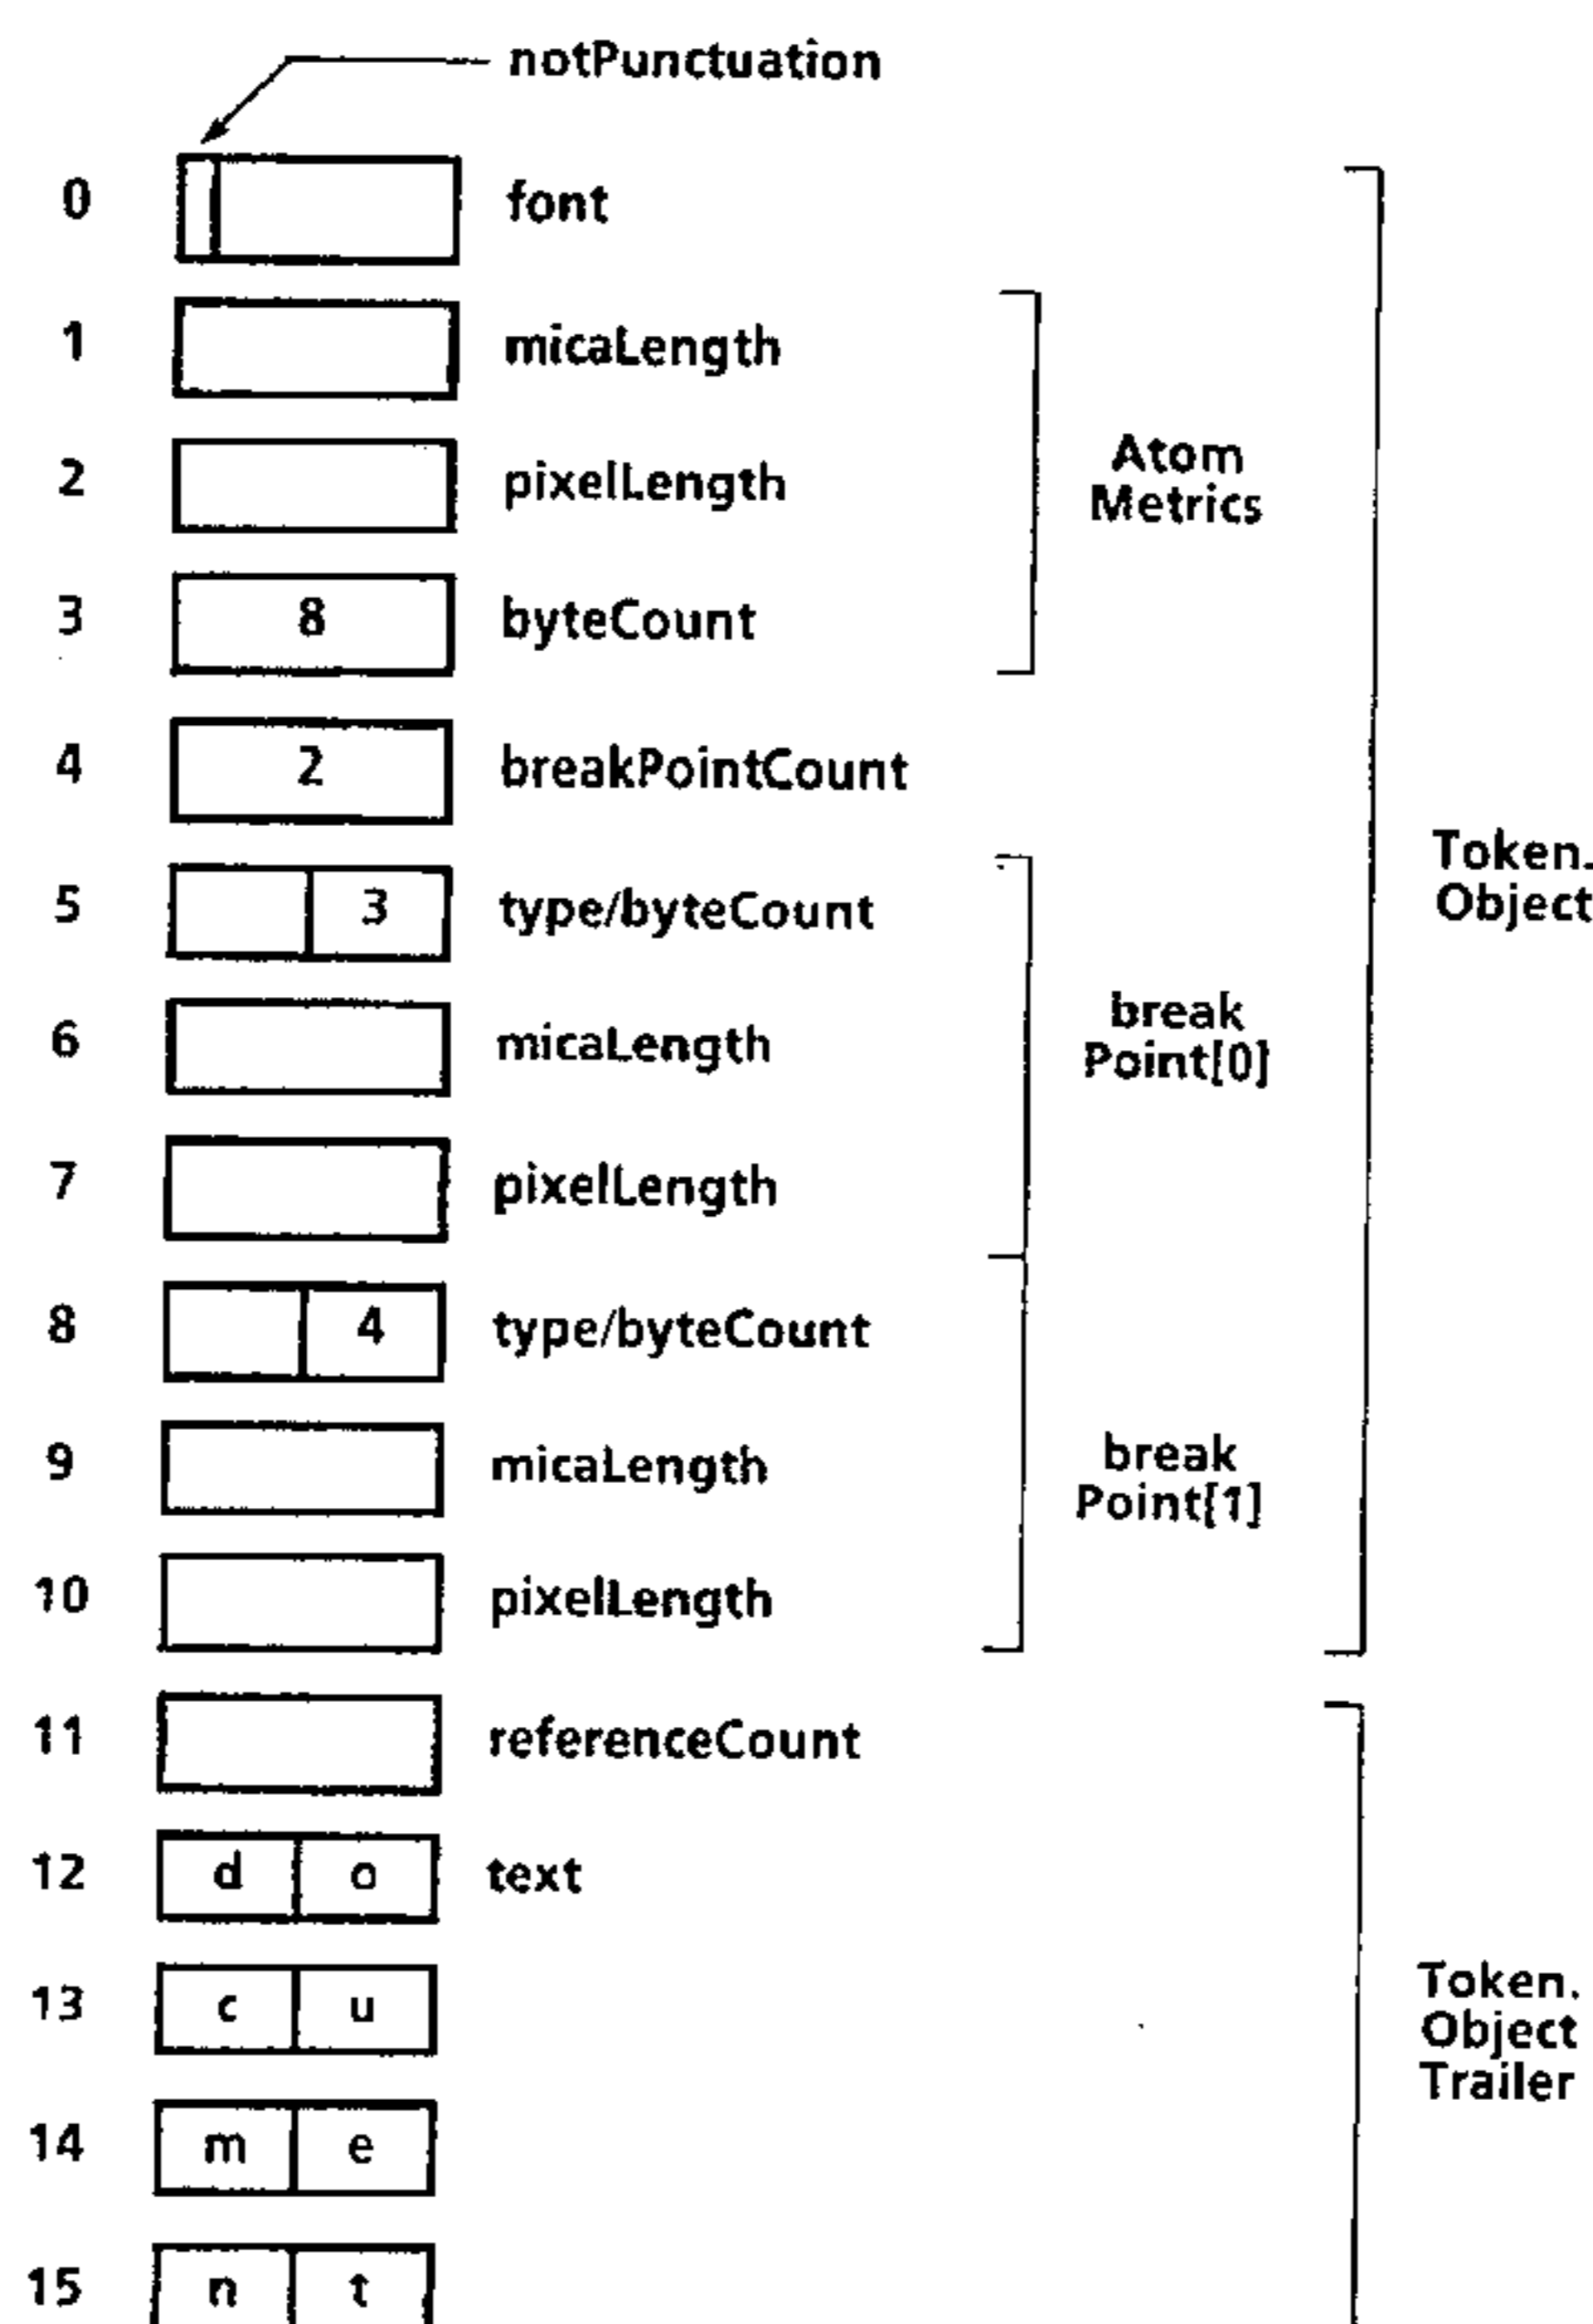 notPunctuation
0 font
1 micaLength
2 pixelLength
Atom
Metrics
3 8 byteCount
4 2 breakPointCount
Token.
Object
5 3 type/byteCount
6 micaLength
break
Point[0]
7 pixelLength
8 4 type/byteCount
9 micaLength
break
Point[1]
10 pixelLength
11 referenceCount
12 d o text
13 c u
Token.
Object
Trailer
14 m e
15 n t